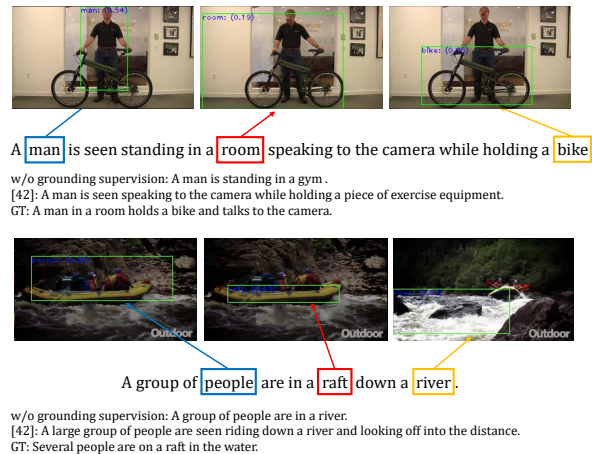 man: (0.54)
room: (0.19)
A man is seen standing in a room speaking to the camera while holding a bike
w/o grounding supervision: A man is standing in a gym .
[42]: A man is seen speaking to the camera while holding a piece of exercise equipment.
GT: A man in a room holds a bike and talks to the camera.
Outdoor
Outdoor
Outdoor
A group of people are in a raft down a river.
w/o grounding supervision: A group of people are in a river.
[42]: A large group of people are seen riding down a river and looking off into the distance.
GT: Several people are on a raft in the water.